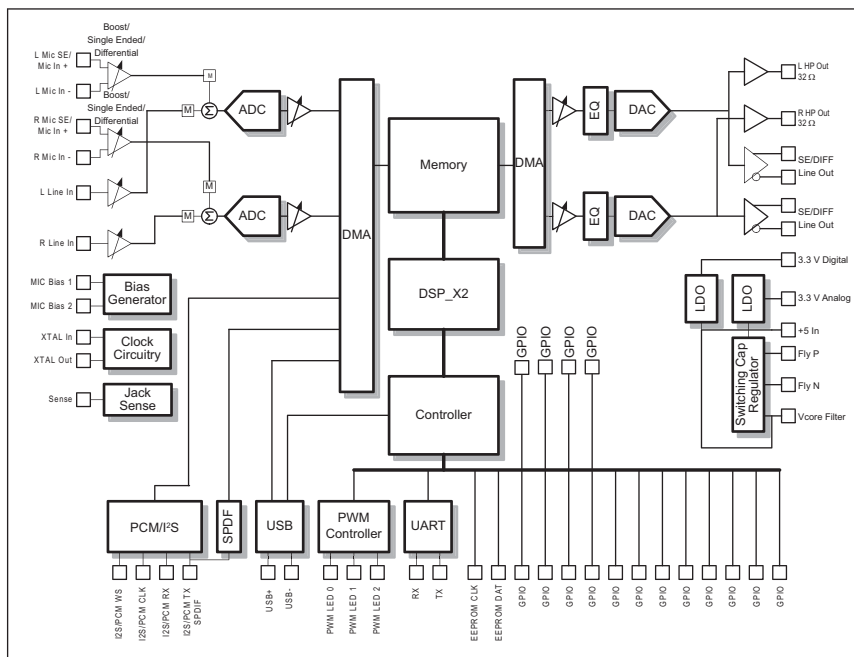 Boost/
Single Ended/
Differential
L Mic SE/
Mic In +
L Mic In -
M
Boost/
Single Ended/
Differential
M
Σ
ADC
R Mic SE/
Mic In +
R Mic In -
M
L Line In
M
Σ
ADC
R Line In
MIC Bias 1
MIC Bias 2
Bias
Generator
XTAL In
XTAL Out
Clock
Circuitry
Sense
Jack
Sense
DMA
Memory
DSP_X2
Controller
DMA
EQ
DAC
EQ
DAC
L HP Out
32 Ω
R HP Out
32 Ω
SE/DIFF
Line Out
SE/DIFF
Line Out
3.3 V Digital
LDO
LDO
3.3 V Analog
+5 In
Switching Cap
Regulator
Fly P
Fly N
Vcore Filter
GPIO
GPIO
GPIO
GPIO
PCM/I²S
SPDF
USB
PWM
Controller
UART
I2S/PCM WS
I2S/PCM CLK
I2S/PCM RX
I2S/PCM TX
SPDIF
USB+
USB-
PWM LED 0
PWM LED 1
PWM LED 2
RX
TX
EEPROM CLK
EEPROM DAT
GPIO
GPIO
GPIO
GPIO
GPIO
GPIO
GPIO
GPIO
GPIO
GPIO
GPIO
GPIO